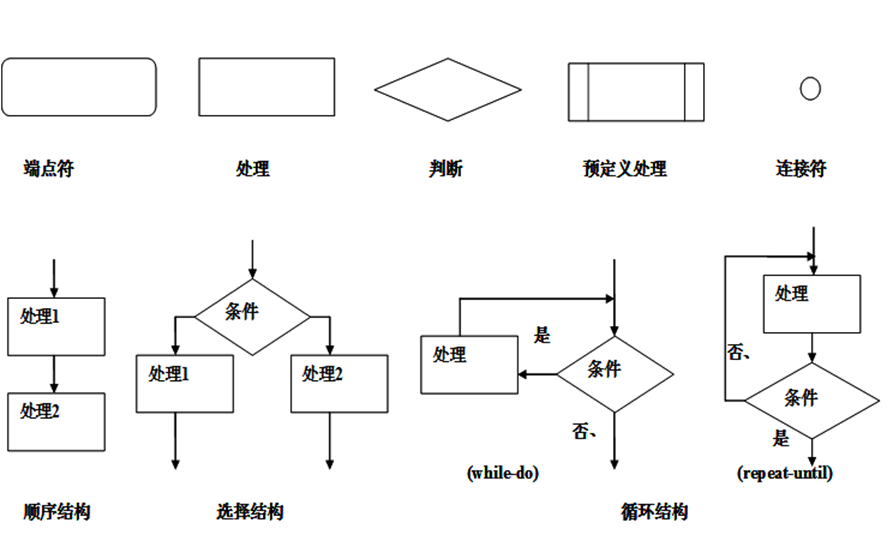 端点符
处理
判断
预定义处理
连接符
处理1
处理2
顺序结构
条件
处理1
处理2
选择结构
处理
是
条件
否、
(while-do)
处理
否、
条件
是
(repeat-until)
循环结构